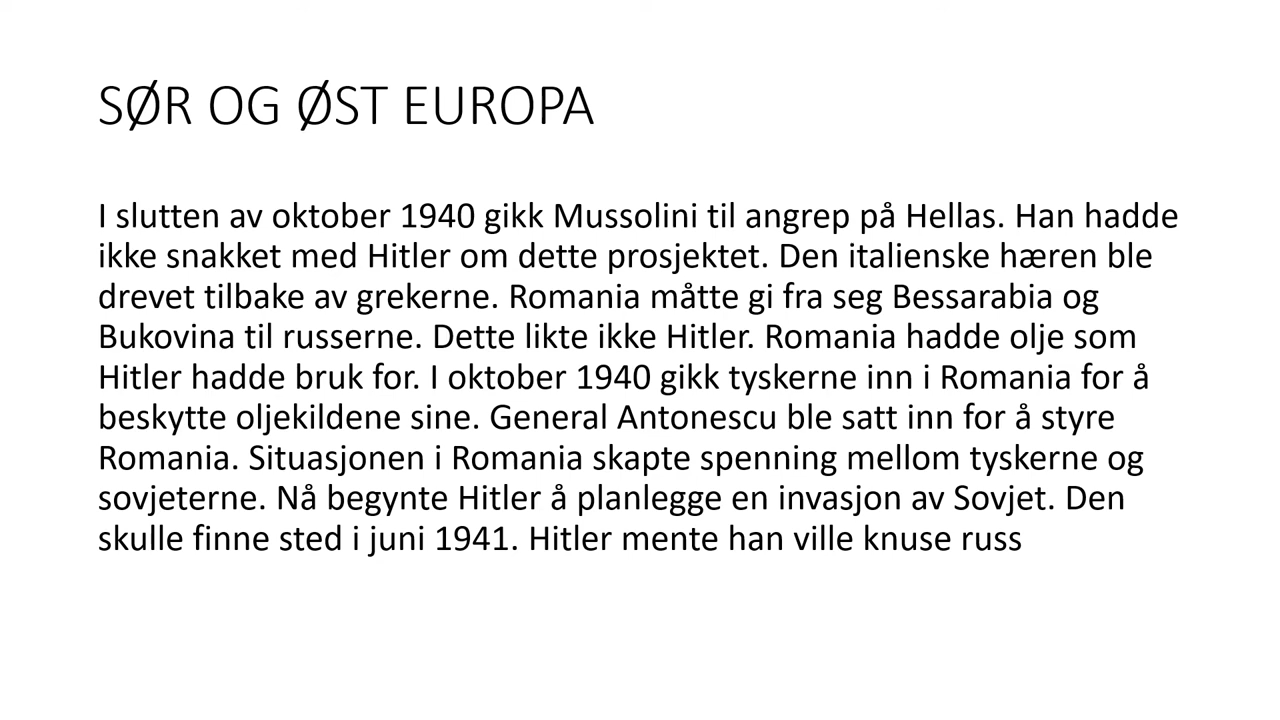 SØR OG ØST EUROPA
I slutten av oktober 1940 gikk Mussolini til angrep på Hellas. Han hadde
ikke snakket med Hitler om dette prosjektet. Den italienske hæren ble
drevet tilbake av grekerne. Romania måtte gi fra seg Bessarabia og
Bukovina til russerne. Dette likte ikke Hitler. Romania hadde olje som
Hitler hadde bruk for. I oktober 1940 gikk tyskerne inn i Romania for å
beskytte oljekildene sine. General Antonescu ble satt inn for å styre
Romania. Situasjonen i Romania skapte spenning mellom tyskerne og
sovjeterne. Nå begynte Hitler å planlegge en invasjon av Sovjet. Den
skulle finne sted i juni 1941. Hitler mente han ville knuse russ